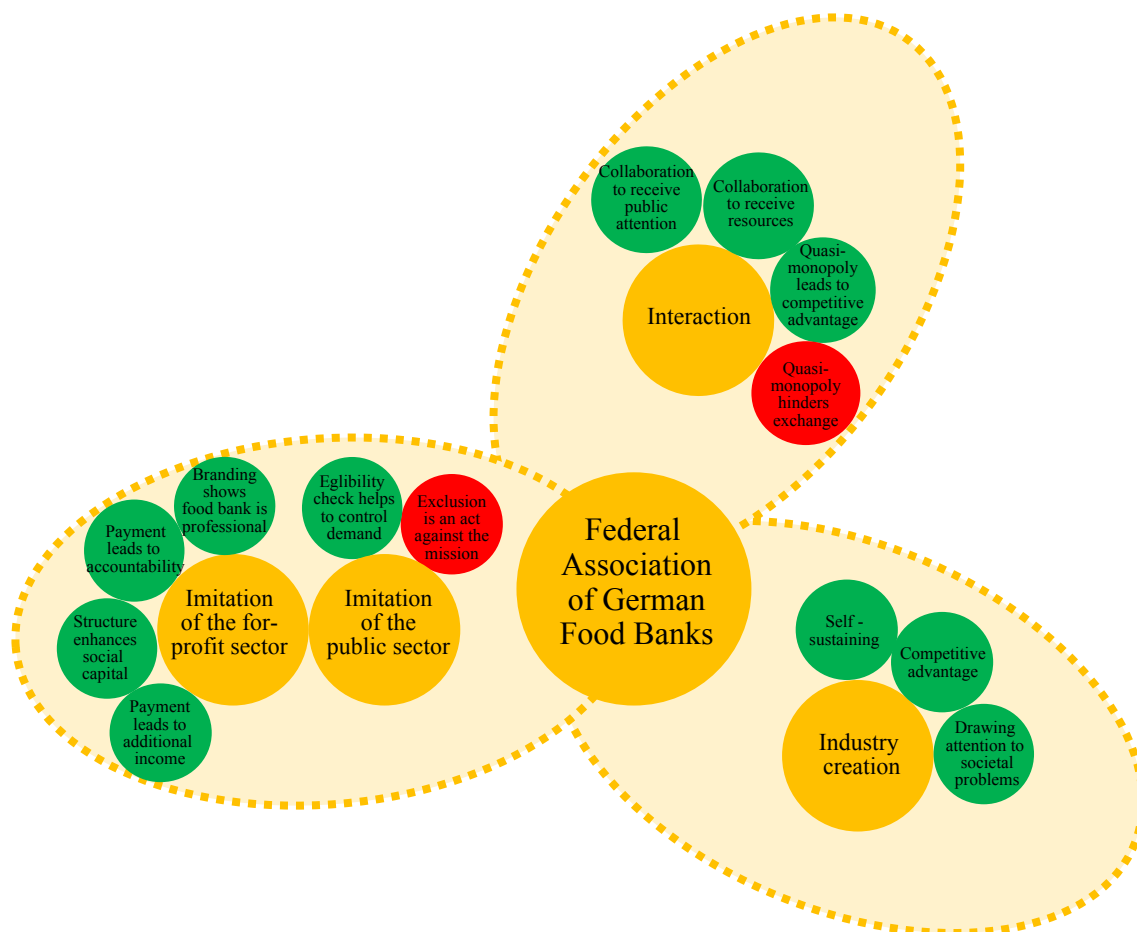 Collaboration
to receive
public
attention
Collaboration
to receive
resources
Quasi-
monopoly
leads to
competitive
advantage
Interaction
Quasi-
monopoly
hinders
exchange
Branding
shows
food bank is
professional
Eglibility
check helps
to control
demand
Exclusion
is an act
against the
mission
Payment
leads to
accountability
Federal
Association
of German
Food Banks
Imitation
of the for-
profit sector
Imitation
of the
public sector
Structure
enhances
social
capital
Payment
leads to
additional
income
Self -
sustaining
Competitive
advantage
Drawing
attention to
societal
problems
Industry
creation